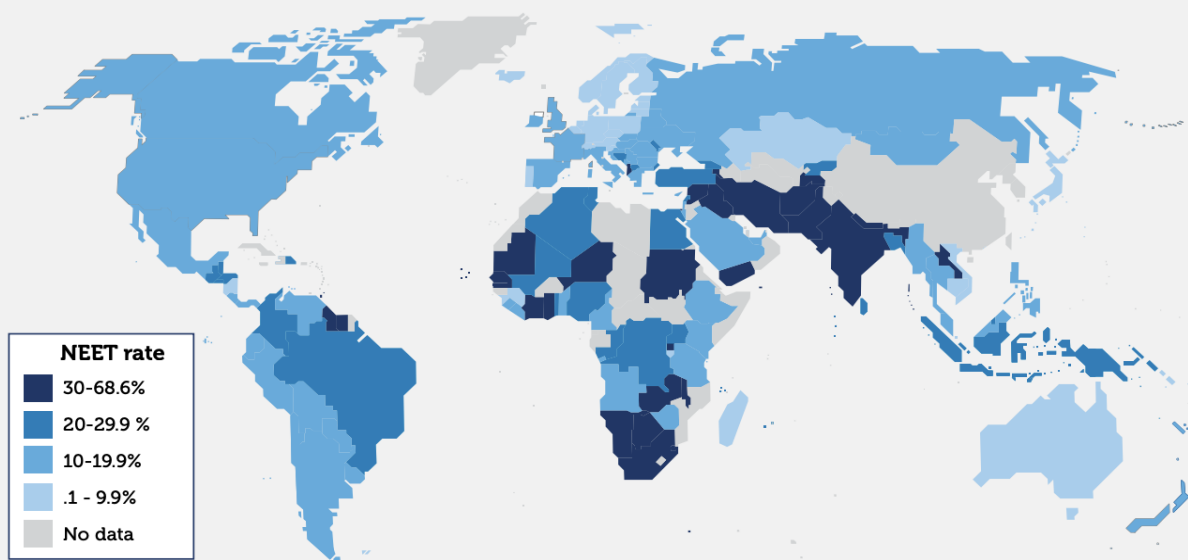 NEET rate
30-68.6%
20-29.9 %
10-19.9%
.1 - 9.9%
No data